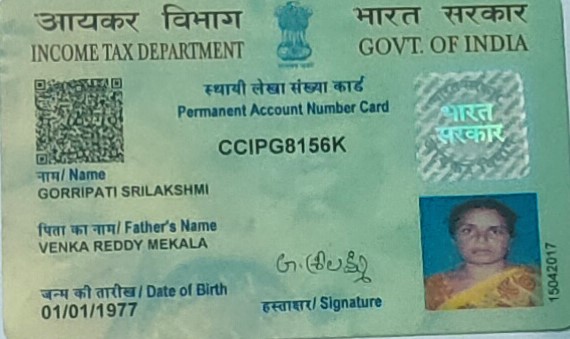 आयकर विभाग
INCOME TAX DEPARTMENT
भारत सरकार
GOVT. OF INDIA
स्थायी लेखा संख्या कार्ड
Permanent Account Number Card
CCIPG8156K
भारत
सरकार
नाम/ Name
GORRIPATI SRILAKSHMI
पिता का नाम/ Father's Name
VENKA REDDY MEKALA
जन्म की तारीख/ Date of Birth
01/01/1977
జి. శ్రీలక్ష్మి
हस्ताक्षर/ Signature
15042017